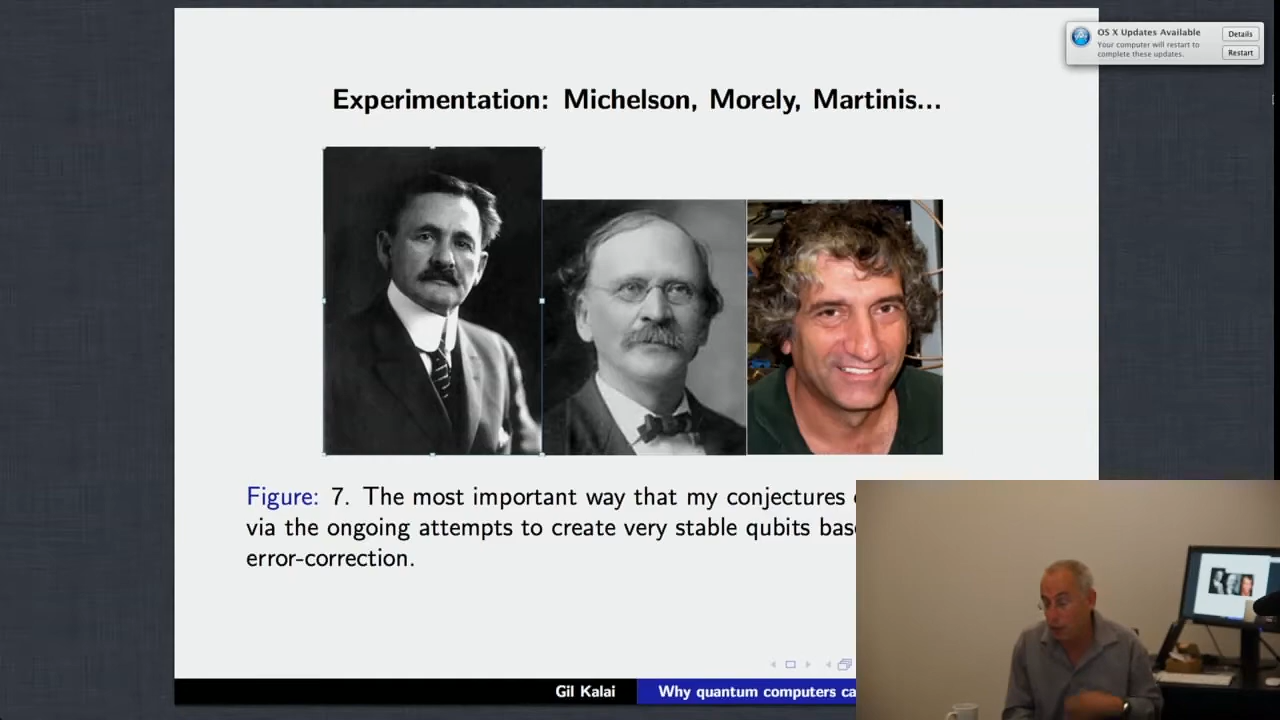 OS X Updates Available
Your computer will restart to
complete these updates.
Details
Restart
Experimentation: Michelson, Morely, Martinis...
Figure: 7. The most important way that my conjectures
via the ongoing attempts to create very stable qubits
error-correction.
Gil Kalai
Why quantum computers